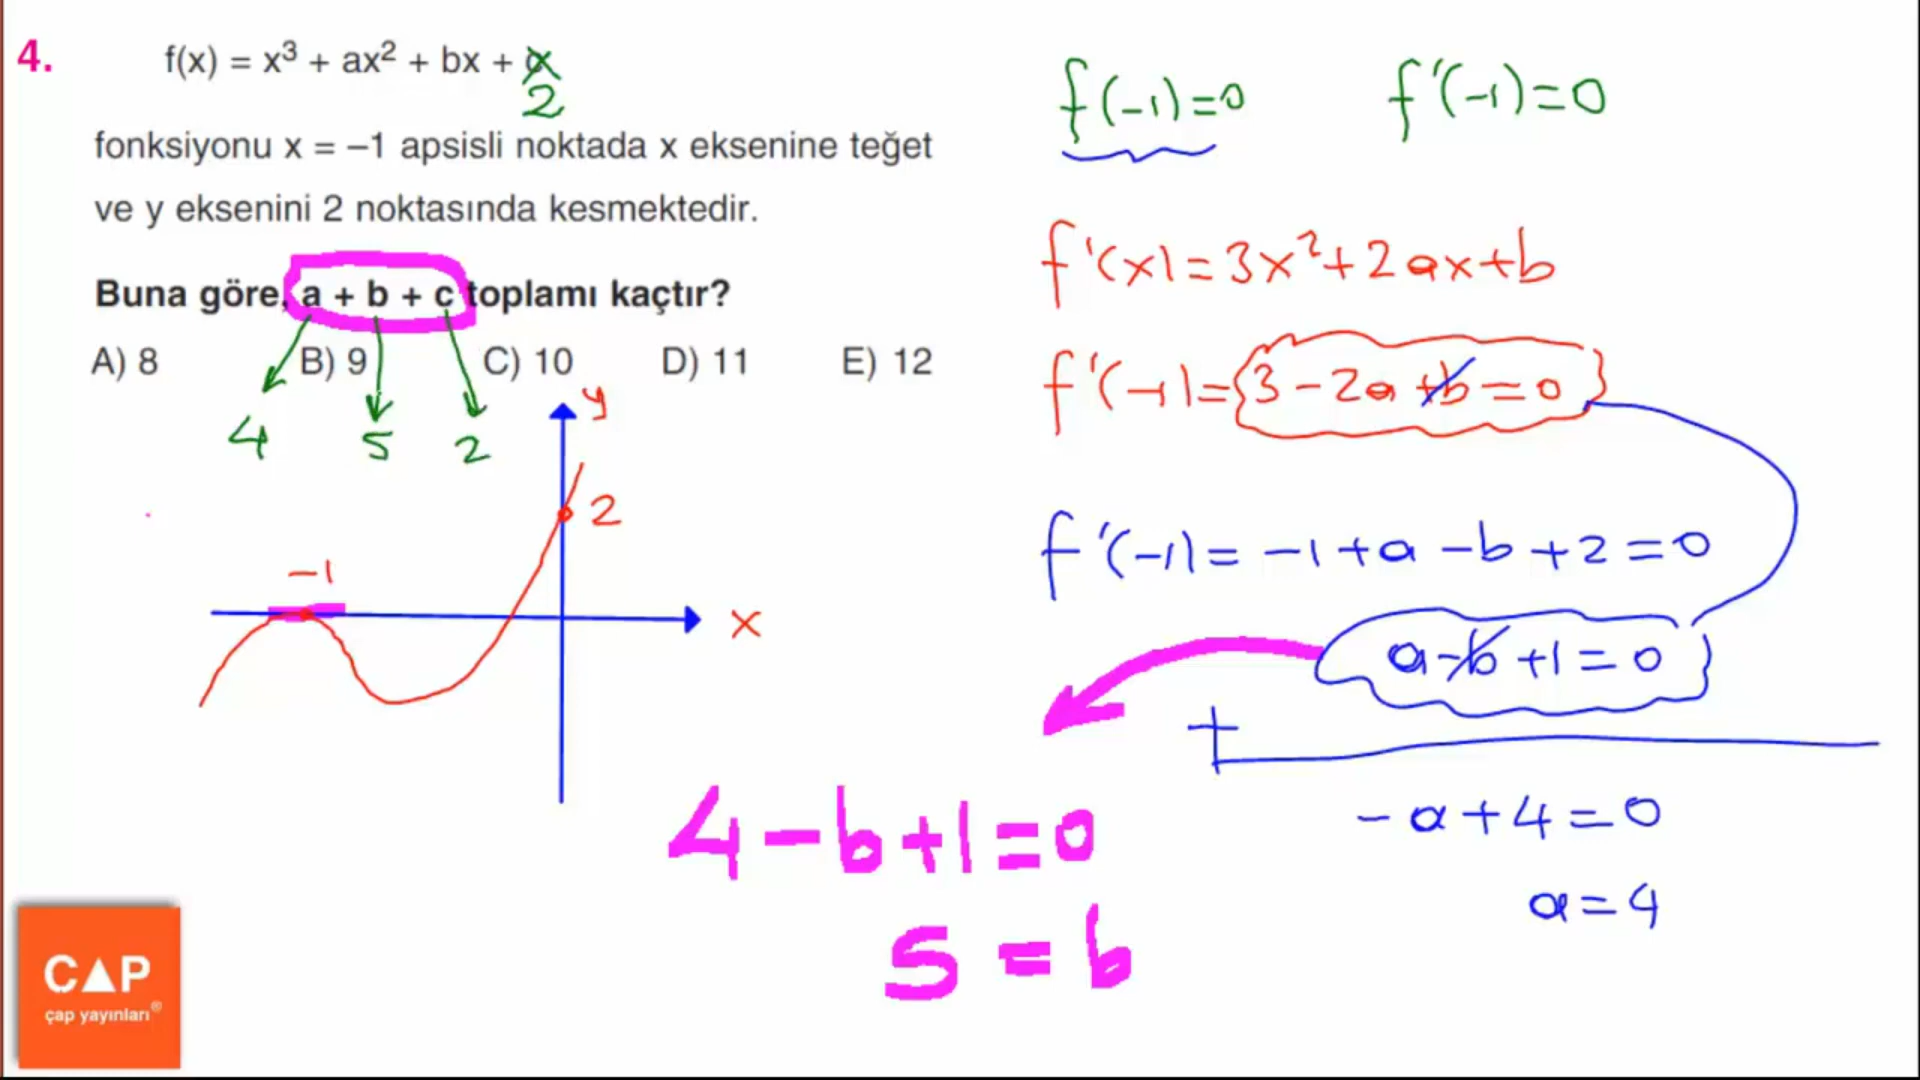 4. f(x) = x³ + ax² + bx + c
2
fonksiyonu x = –1 apsisli noktada x eksenine teğet
ve y eksenini 2 noktasında kesmektedir.
Buna göre, a + b + c toplamı kaçtır?
A) 8 B) 9 C) 10 D) 11 E) 12
4 5 2
y
2
-1
x
f(-1)=0 f'(-1)=0
f'(x)=3x²+2ax+b
f'(-1)=3-2a+b=0
f'(-1)=-1+a-b+2=0
a-b+1=0
+
-a+4=0
a=4
4-b+1=0
5=b
ÇAP
çap yayınları®